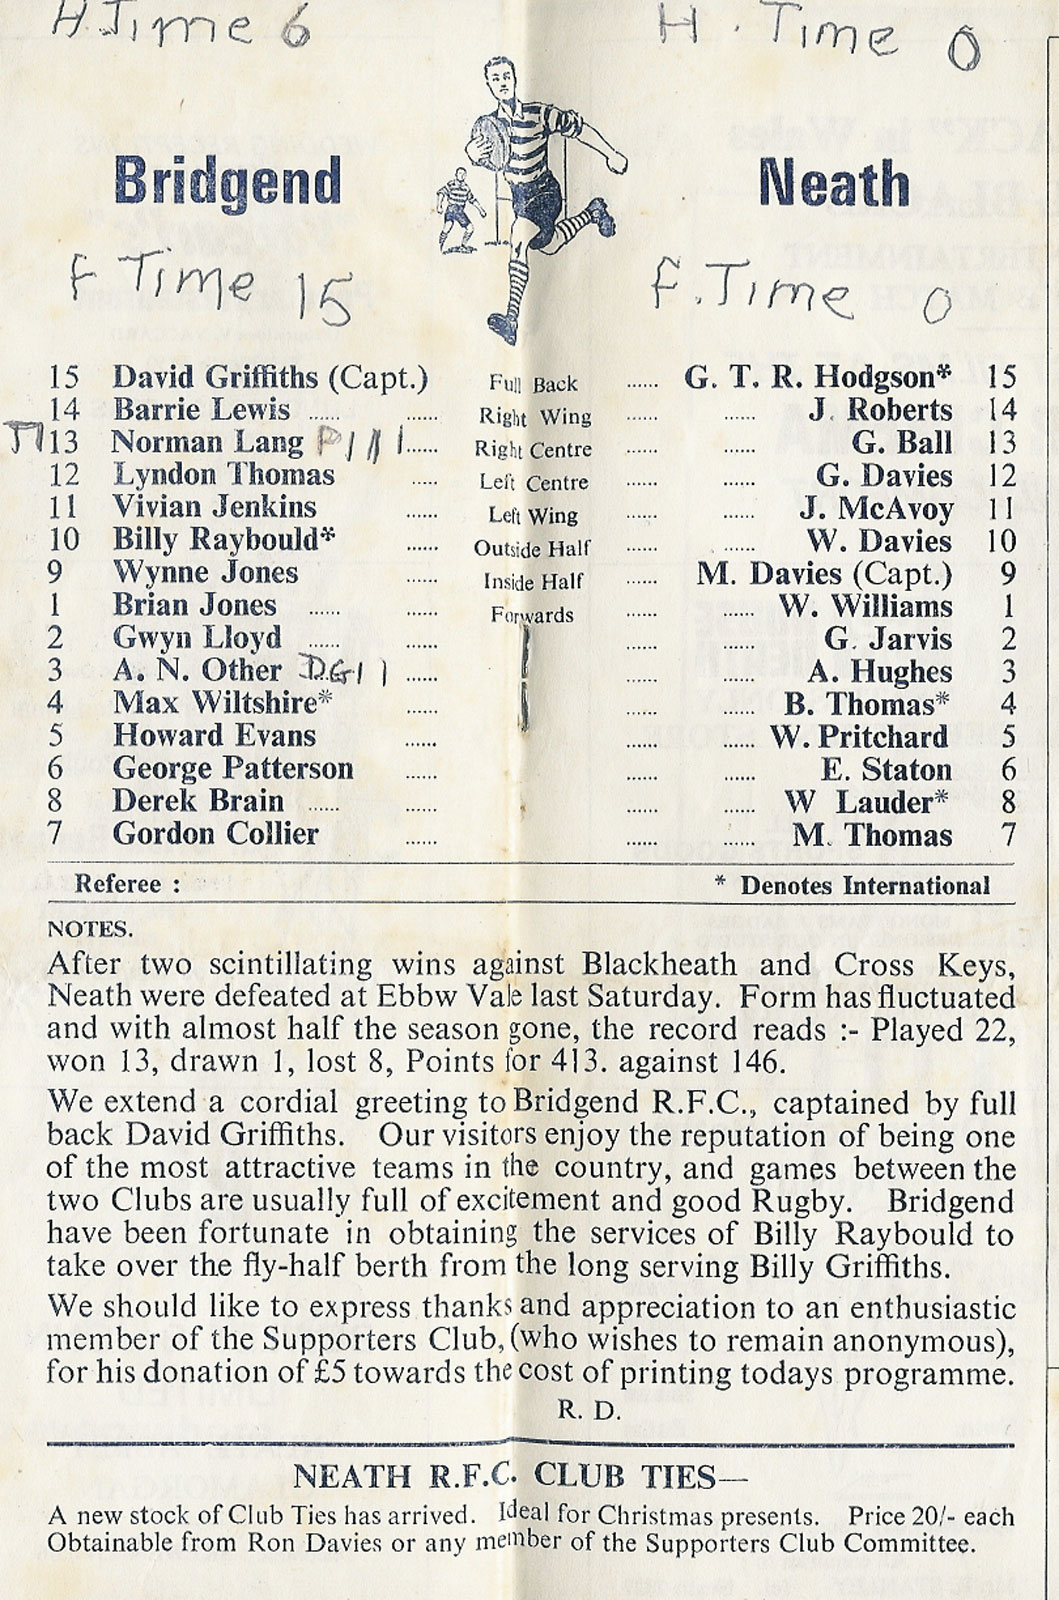 H.Time 6 H. Time 0
Bridgend Neath
F Time 15 F. Time 0
15 David Griffiths (Capt.) Full Back ...... G. T. R. Hodgson* 15
14 Barrie Lewis ...... ...... Right Wing ...... J. Roberts 14
13 Norman Lang ...... Right Centre ...... ...... G. Ball 13
12 Lyndon Thomas ..... Left Centre ...... ...... G. Davies 12
11 Vivian Jenkins ...... Left Wing ...... ...... J. McAvoy 11
10 Billy Raybould* ...... Outside Half ...... ...... W. Davies 10
9 Wynne Jones ...... Inside Half ...... M. Davies (Capt.) 9
1 Brian Jones ...... ...... Forwards ...... ...... W. Williams 1
2 Gwyn Lloyd ...... ...... ...... ...... G. Jarvis 2
3 A. N. Other DG11 ...... ...... ...... A. Hughes 3
4 Max Wiltshire* ...... ...... ...... B. Thomas* 4
5 Howard Evans ...... ...... ...... W. Pritchard 5
6 George Patterson ...... ...... ...... E. Staton 6
8 Derek Brain ...... ...... ...... ...... W Lauder* 8
7 Gordon Collier ...... ...... ...... M. Thomas 7
Referee : * Denotes International
NOTES.
After two scintillating wins against Blackheath and Cross Keys,
Neath were defeated at Ebbw Vale last Saturday. Form has fluctuated
and with almost half the season gone, the record reads :- Played 22,
won 13, drawn 1, lost 8, Points for 413. against 146.
We extend a cordial greeting to Bridgend R.F.C., captained by full
back David Griffiths. Our visitors enjoy the reputation of being one
of the most attractive teams in the country, and games between the
two Clubs are usually full of excitement and good Rugby. Bridgend
have been fortunate in obtaining the services of Billy Raybould to
take over the fly-half berth from the long serving Billy Griffiths.
We should like to express thanks and appreciation to an enthusiastic
member of the Supporters Club, (who wishes to remain anonymous),
for his donation of £5 towards the cost of printing todays programme.
R. D.
NEATH R.F.C. CLUB TIES—
A new stock of Club Ties has arrived. Ideal for Christmas presents. Price 20/- each
Obtainable from Ron Davies or any member of the Supporters Club Committee.